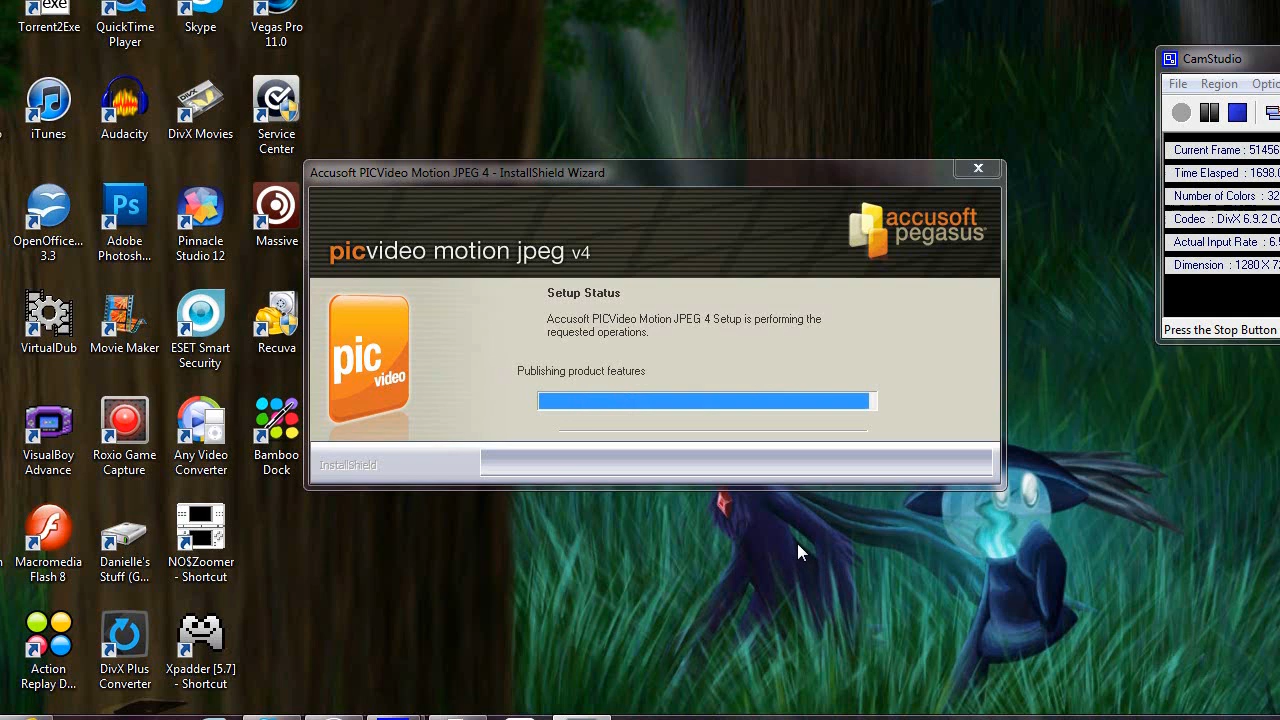 Torrent2Exe
QuickTime
Player
Skype
Vegas Pro
11.0
iTunes
Audacity
DivX Movies
Service
Center
OpenOffice...
3.3
Adobe
Photosh...
Pinnacle
Studio 12
Massive
VirtualDub
Movie Maker
ESET Smart
Security
Recuva
VisualBoy
Advance
Roxio Game
Capture
Any Video
Converter
Bamboo
Dock
Macromedia
Flash 8
Danielle's
Stuff (G...
NO$Zoomer
- Shortcut
Action
Replay D...
DivX Plus
Converter
Xpadder [5.7]
- Shortcut
Accusoft PICVideo Motion JPEG 4 - InstallShield Wizard
picvideo motion jpeg v4
accusoft
pegasus
pic
video
Setup Status
Accusoft PICVideo Motion JPEG 4 Setup is performing the
requested operations.
Publishing product features
InstallShield
CamStudio
File Region Optio
Current Frame : 51456
Time Elasped : 1698.0
Number of Colors : 32
Codec : DivX 6.9.2 C
Actual Input Rate : 6.9
Dimension : 1280 X 72
Press the Stop Button